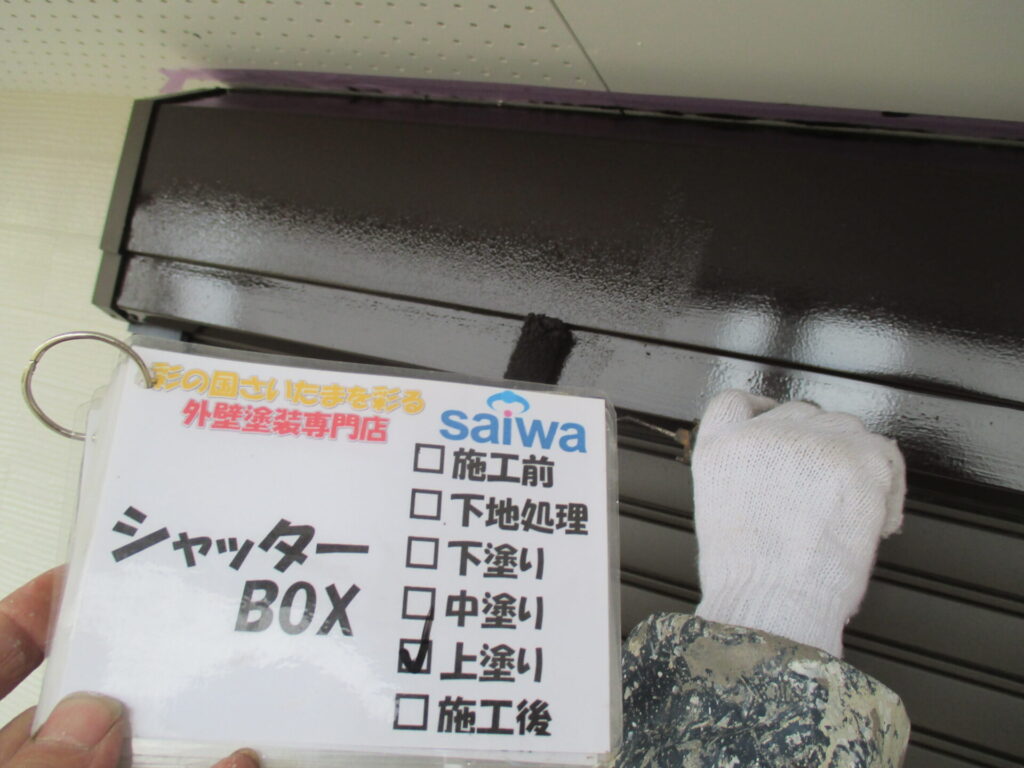 彩の国さいたまを彩る
外壁塗装専門店
saiwa
シャッター
BOX
□施工前
□下地処理
□下塗り
□中塗り
☑上塗り
□施工後